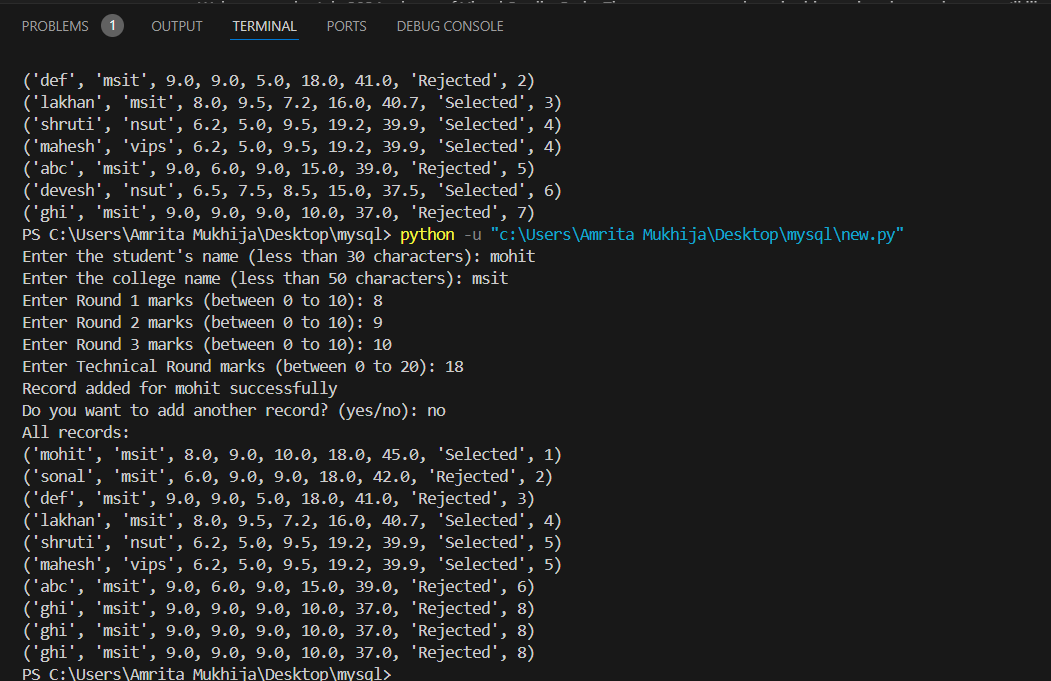 PROBLEMS 1 OUTPUT TERMINAL PORTS DEBUG CONSOLE
('def', 'msit', 9.0, 9.0, 5.0, 18.0, 41.0, 'Rejected', 2)
('lakhan', 'msit', 8.0, 9.5, 7.2, 16.0, 40.7, 'Selected', 3)
('shruti', 'nsut', 6.2, 5.0, 9.5, 19.2, 39.9, 'Selected', 4)
('mahesh', 'vips', 6.2, 5.0, 9.5, 19.2, 39.9, 'Selected', 4)
('abc', 'msit', 9.0, 6.0, 9.0, 15.0, 39.0, 'Rejected', 5)
('devesh', 'nsut', 6.5, 7.5, 8.5, 15.0, 37.5, 'Selected', 6)
('ghi', 'msit', 9.0, 9.0, 9.0, 10.0, 37.0, 'Rejected', 7)
PS C:\Users\Amrita Mukhija\Desktop\mysql> python -u "c:\Users\Amrita Mukhija\Desktop\mysql\new.py"
Enter the student's name (less than 30 characters): mohit
Enter the college name (less than 50 characters): msit
Enter Round 1 marks (between 0 to 10): 8
Enter Round 2 marks (between 0 to 10): 9
Enter Round 3 marks (between 0 to 10): 10
Enter Technical Round marks (between 0 to 20): 18
Record added for mohit successfully
Do you want to add another record? (yes/no): no
All records:
('mohit', 'msit', 8.0, 9.0, 10.0, 18.0, 45.0, 'Selected', 1)
('sonal', 'msit', 6.0, 9.0, 9.0, 18.0, 42.0, 'Rejected', 2)
('def', 'msit', 9.0, 9.0, 5.0, 18.0, 41.0, 'Rejected', 3)
('lakhan', 'msit', 8.0, 9.5, 7.2, 16.0, 40.7, 'Selected', 4)
('shruti', 'nsut', 6.2, 5.0, 9.5, 19.2, 39.9, 'Selected', 5)
('mahesh', 'vips', 6.2, 5.0, 9.5, 19.2, 39.9, 'Selected', 5)
('abc', 'msit', 9.0, 6.0, 9.0, 15.0, 39.0, 'Rejected', 6)
('ghi', 'msit', 9.0, 9.0, 9.0, 10.0, 37.0, 'Rejected', 8)
('ghi', 'msit', 9.0, 9.0, 9.0, 10.0, 37.0, 'Rejected', 8)
('ghi', 'msit', 9.0, 9.0, 9.0, 10.0, 37.0, 'Rejected', 8)
PS C:\Users\Amrita Mukhija\Desktop\mysql>